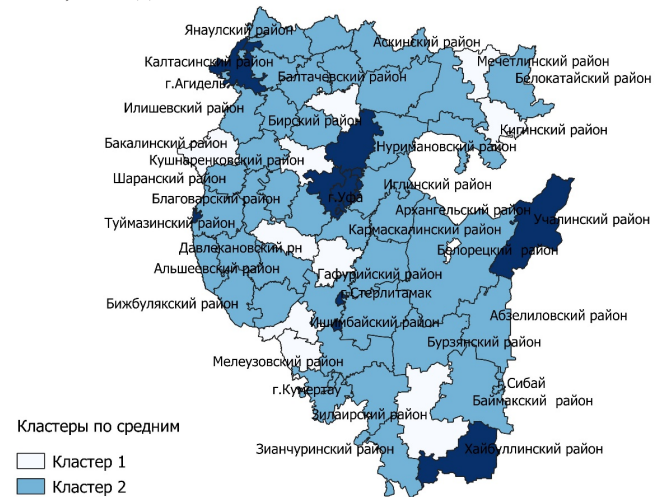 Янаульский район
Аскинский район
Калтасинский район
Мечетлинский район
г.Агидель
Балтачевский район
Белокатайский район
Илишевский район
Бирский район
Кигинский район
Бакалинский район
Нуримановский район
Кушнаренковский район
Шаранский район
Иглинский район
Благоварский район
г.Уфа
Архангельский район
Учалинский район
Туймазинский район
Кармаскалинский район
Давлекановский рн
Белорецкий район
Альшеевский район
Гафурийский район
г.Стерлитамак
Бижбулякский район
Абзелиловский район
Ишимбайский район
Бурзянский район
Мелеузовский район
г.Сибай
г.Кумертау
Баймакский район
Зилаирский район
Кластеры по средним
Зианчуринский район
Хайбуллинский район
Кластер 1
Кластер 2